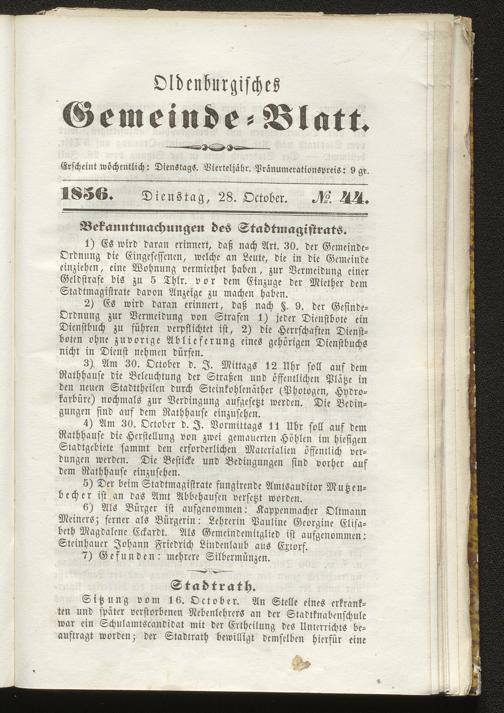 Oldenburgisches
Gemeinde-Blatt.
Erscheint wöchentlich: Dienstags. Vierteljähr. Pränumerationspreis: 9 gr.
1856. Dienstag, 28. October. № 44.
Bekanntmachungen des Stadtmagistrats.
1) Es wird daran erinnert, daß nach Art. 30. der Gemeinde-
Ordnung die Eingesessenen, welche an Leute, die in die Gemeinde
einziehen, eine Wohnung vermiethet haben, zur Vermeidung einer
Geldstrafe bis zu 5 Thlr. vor dem Einzuge der Miether dem
Stadtmagistrate davon Anzeige zu machen haben.
2) Es wird daran erinnert, daß nach §. 9. der Gesinde-
Ordnung zur Vermeidung von Strafen 1) jeder Dienstbote ein
Dienstbuch zu führen verpflichtet ist, 2) die Herrschaften Dienst-
boten ohne zuvorige Ablieferung eines gehörigen Dienstbuchs
nicht in Dienst nehmen dürfen.
3) Am 30. October d. J. Mittags 12 Uhr soll auf dem
Rathhause die Beleuchtung der Straßen und öffentlichen Plätze in
den neuen Stadttheilen durch Steinkohlenäther (Photogen, Hydro-
karbüre) nochmals zur Verdingung aufgesetzt werden. Die Bedin-
gungen sind auf dem Rathhause einzusehen.
4) Am 30. October d. J. Vormittags 11 Uhr soll auf dem
Rathhause die Herstellung von zwei gemauerten Höhlen im hiesigen
Stadtgebiete sammt den erforderlichen Materialien öffentlich ver-
dungen werden. Die Besticke und Bedingungen sind vorher auf
dem Rathhause einzusehen.
5) Der beim Stadtmagistrate fungirende Amtsauditor Mutzen-
becher ist an das Amt Abbehausen versetzt worden.
6) Als Bürger ist aufgenommen: Kappenmacher Oltmann
Meiners; ferner als Bürgerin: Lehrerin Pauline Georgine Elisa-
beth Magdalene Eckardt. Als Gemeindemitglied ist aufgenommen:
Steinhauer Johann Friedrich Lindenlaub aus Extorf.
7) Gefunden: mehrere Silbermünzen.
Stadtrath.
Sitzung vom 16. October. An Stelle eines erkrank-
ten und später verstorbenen Nebenlehrers an der Stadtknabenschule
war ein Schulamtscandidat mit der Ertheilung des Unterrichts be-
auftragt worden; der Stadtrath bewilligt demselben hierfür eine